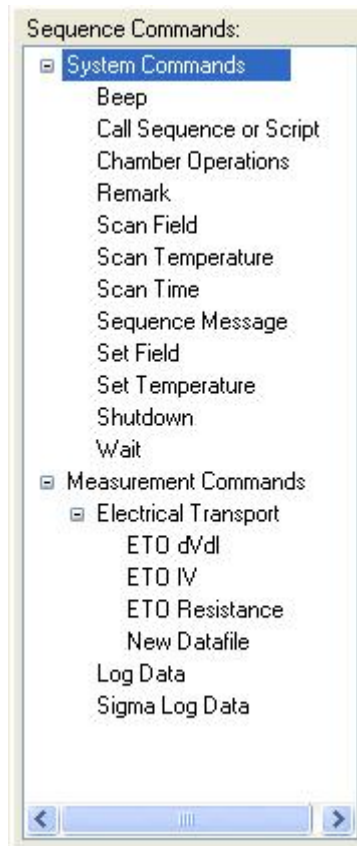 Sequence Commands:
System Commands
Beep
Call Sequence or Script
Chamber Operations
Remark
Scan Field
Scan Temperature
Scan Time
Sequence Message
Set Field
Set Temperature
Shutdown
Wait
Measurement Commands
Electrical Transport
ETO dVdI
ETO IV
ETO Resistance
New Datafile
Log Data
Sigma Log Data